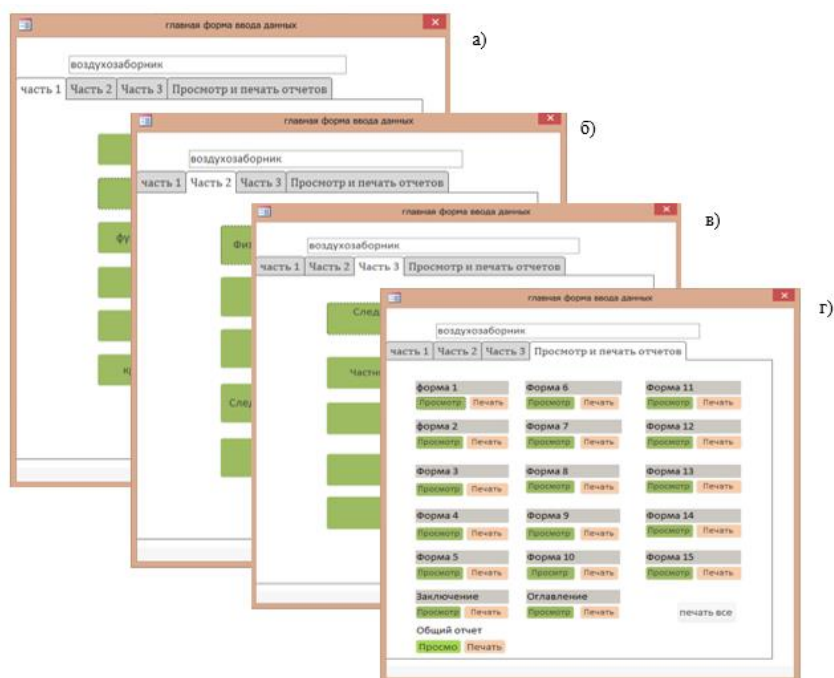 главная форма ввода данных
а)
воздухозаборник
часть 1 Часть 2 Часть 3 Просмотр и печать отчетов
главная форма ввода данных
б)
воздухозаборник
часть 1 Часть 2 Часть 3 Просмотр и печать отчетов
главная форма ввода данных
в)
воздухозаборник
часть 1 Часть 2 Часть 3 Просмотр и печать отчетов
главная форма ввода данных
г)
воздухозаборник
часть 1 Часть 2 Часть 3 Просмотр и печать отчетов
форма 1 Форма 6 Форма 11
Просмотр Печать Просмотр Печать Просмотр Печать
форма 2 Форма 7 Форма 12
Просмотр Печать Просмотр Печать Просмотр Печать
Форма 3 Форма 8 Форма 13
Просмотр Печать Просмотр Печать Просмотр Печать
Форма 4 Форма 9 Форма 14
Просмотр Печать Просмотр Печать Просмотр Печать
Форма 5 Форма 10 Форма 15
Просмотр Печать Просмотр Печать Просмотр Печать
Заключение Оглавление
Просмотр Печать Просмотр Печать
печать все
Общий отчет
Просмо Печать